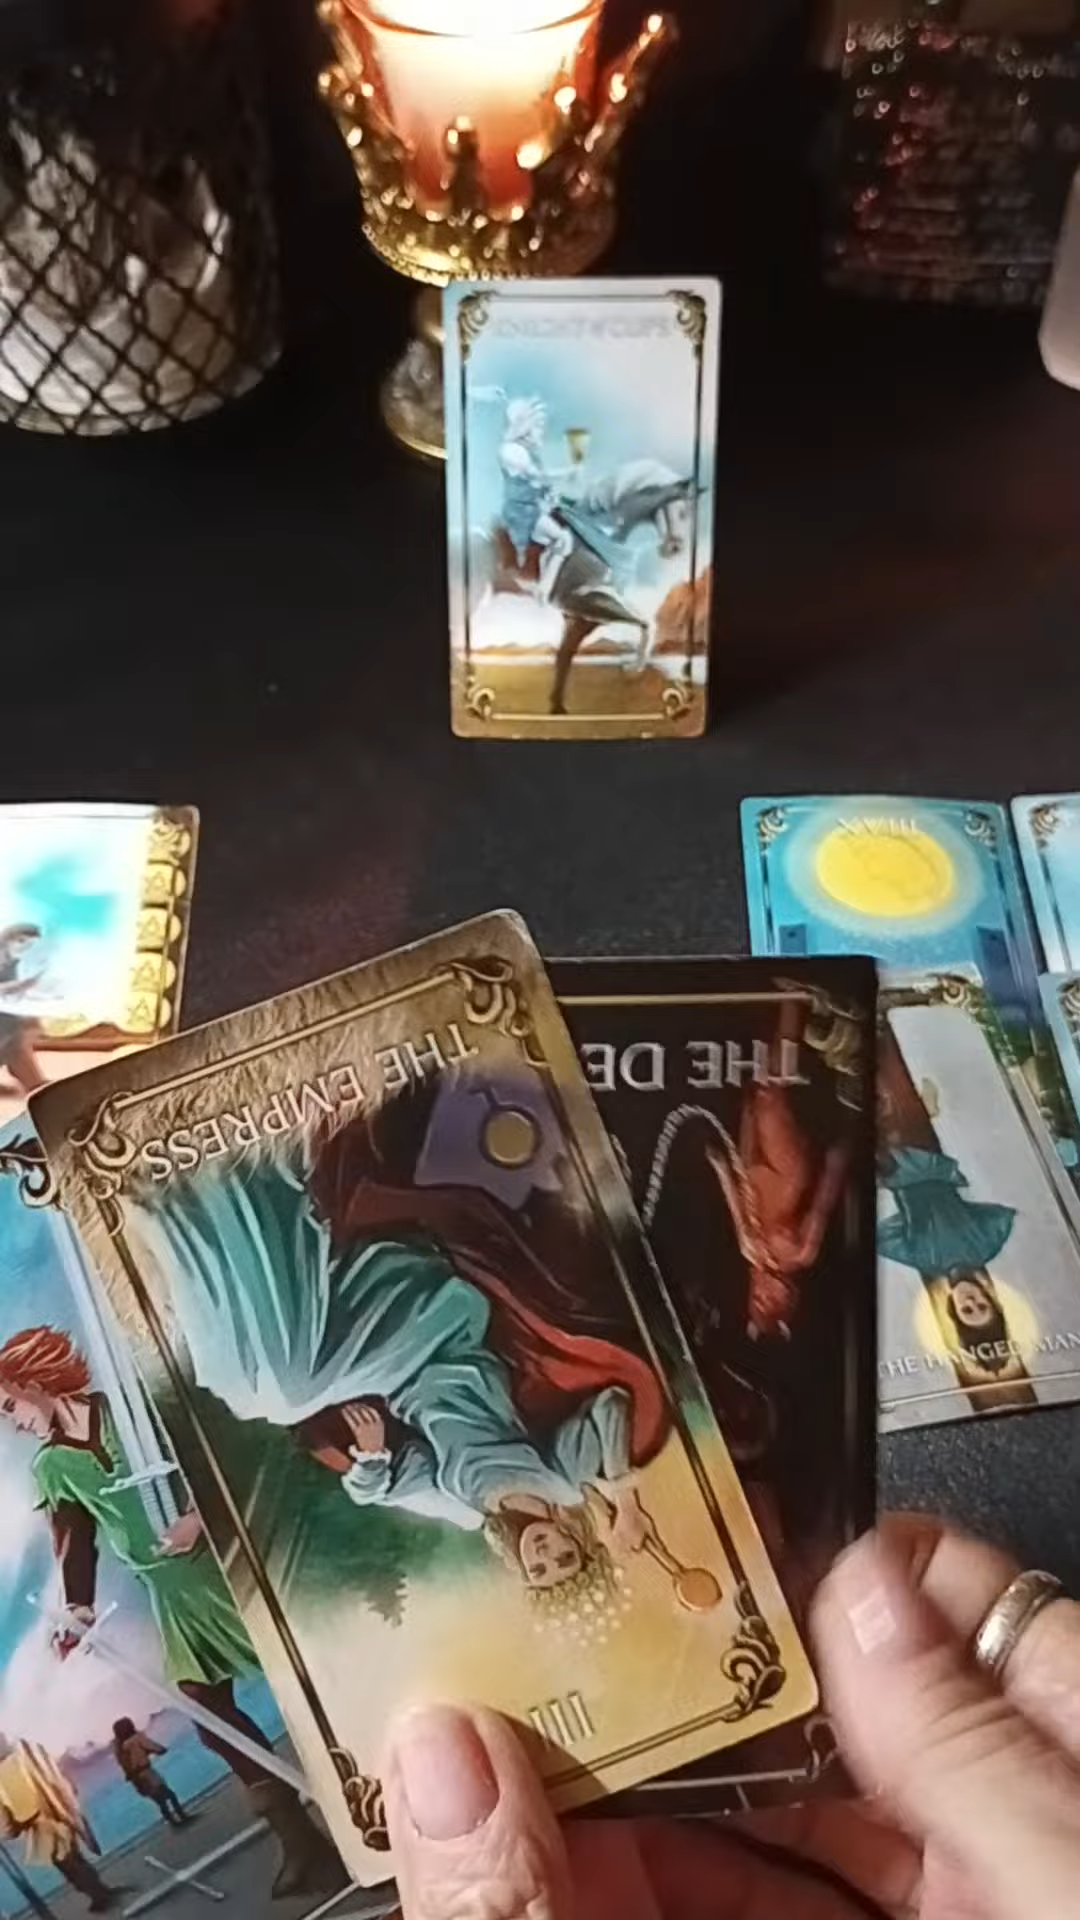 KNIGHT of CUPS
XVIII
THE EMPRESS
THE DE
THE HANGED MAN
III